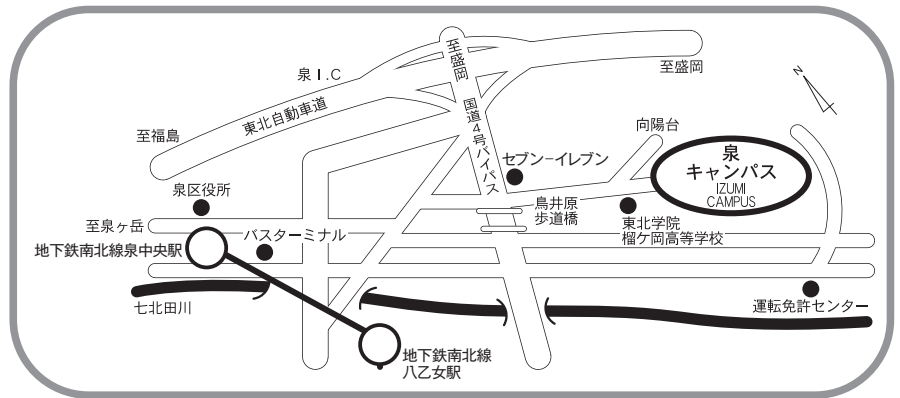 至盛岡
至盛岡
泉I.C
東北自動車道
国道4号バイパス
至福島
向陽台
セブン-イレブン
泉
キャンパス
IZUMI
CAMPUS
N
泉区役所
鳥井原
歩道橋
東北学院
榴ケ岡高等学校
至泉ヶ岳
バスターミナル
地下鉄南北線泉中央駅
七北田川
運転免許センター
地下鉄南北線
八乙女駅